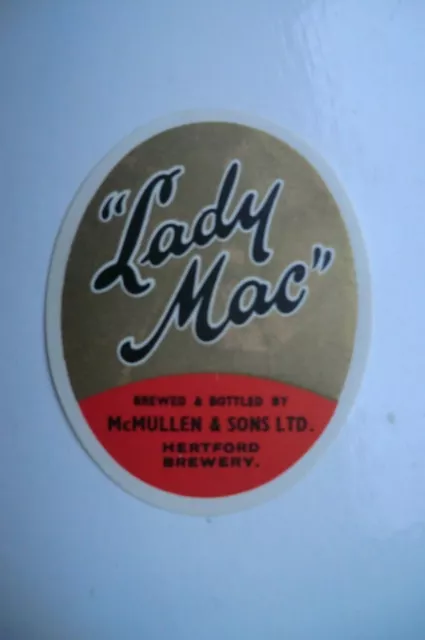 "Lady
Mac"
BREWED & BOTTLED BY
McMULLEN & SONS LTD.
HERTFORD
BREWERY.